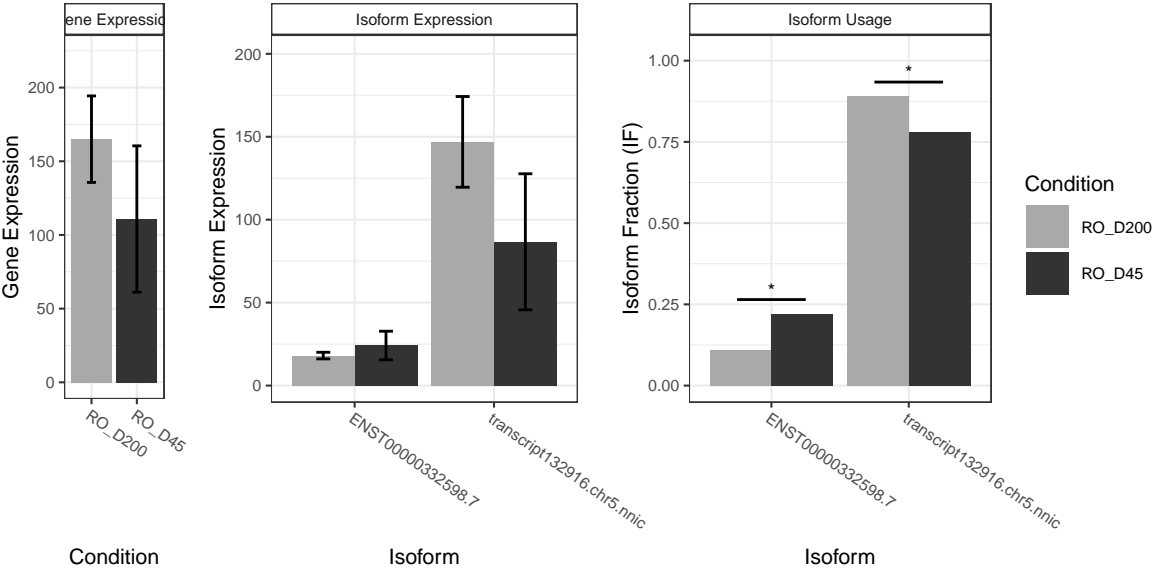 ene Expressio
Gene Expression
200
150
100
50
0
RO_D200
RO_D45
Condition
Isoform Expression
Isoform Expression
200
150
100
50
0
ENST00000332598.7
transcript132916.chr5.nnic
Isoform
Isoform Usage
Isoform Fraction (IF)
1.00
0.75
0.50
0.25
0.00
*
*
ENST00000332598.7
transcript132916.chr5.nnic
Isoform
Condition
RO_D200
RO_D45